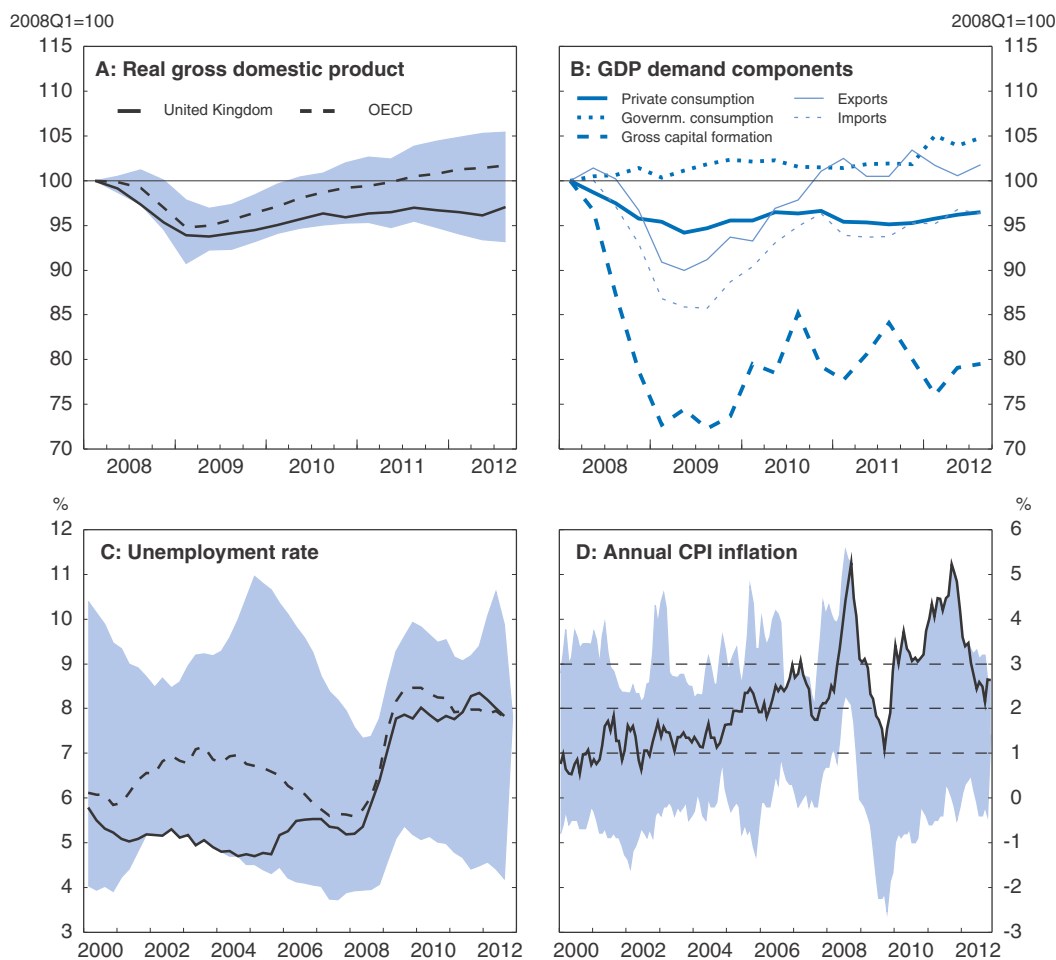 2008Q1=100 2008Q1=100
115 115
A: Real gross domestic product B: GDP demand components
110 United Kingdom OECD Private consumption Exports 110
Governm. consumption Imports
105 Gross capital formation 105
100 100
95 95
90 90
85 85
80 80
75 75
70 70
2008 2009 2010 2011 2012 2008 2009 2010 2011 2012
% %
12 6
C: Unemployment rate D: Annual CPI inflation
11 5
10 4
9 3
8 2
7 1
6 0
5 -1
4 -2
3 -3
2000 2002 2004 2006 2008 2010 2012 2000 2002 2004 2006 2008 2010 2012